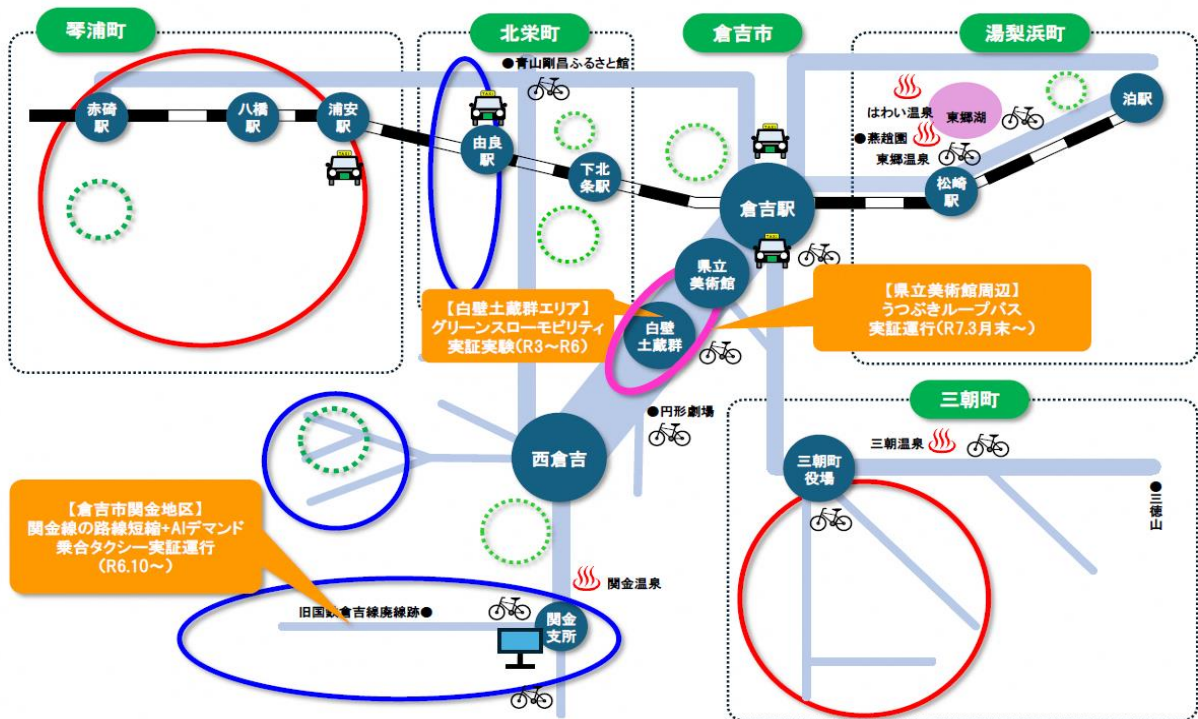 琴浦町
北栄町
倉吉市
湯梨浜町
●青山剛昌ふるさと館
赤碕
駅
八橋
駅
浦安
駅
TAXI
TAXI
由良
駅
下北
条駅
TAXI
倉吉駅
TAXI
はわい温泉
東郷湖
●燕趙園
東郷温泉
泊駅
松崎
駅
県立
美術館
【白壁土蔵群エリア】
グリーンスローモビリティ
実証実験(R3～R6)
白壁
土蔵群
【県立美術館周辺】
うつぶきループバス
実証運行(R7.3月末～)
三朝町
●円形劇場
西倉吉
三朝温泉
三朝町
役場
●三徳山
【倉吉市関金地区】
関金線の路線短縮+AIデマンド
乗合タクシー実証運行
(R6.10～)
関金温泉
旧国鉄倉吉線廃線跡●
関金
支所